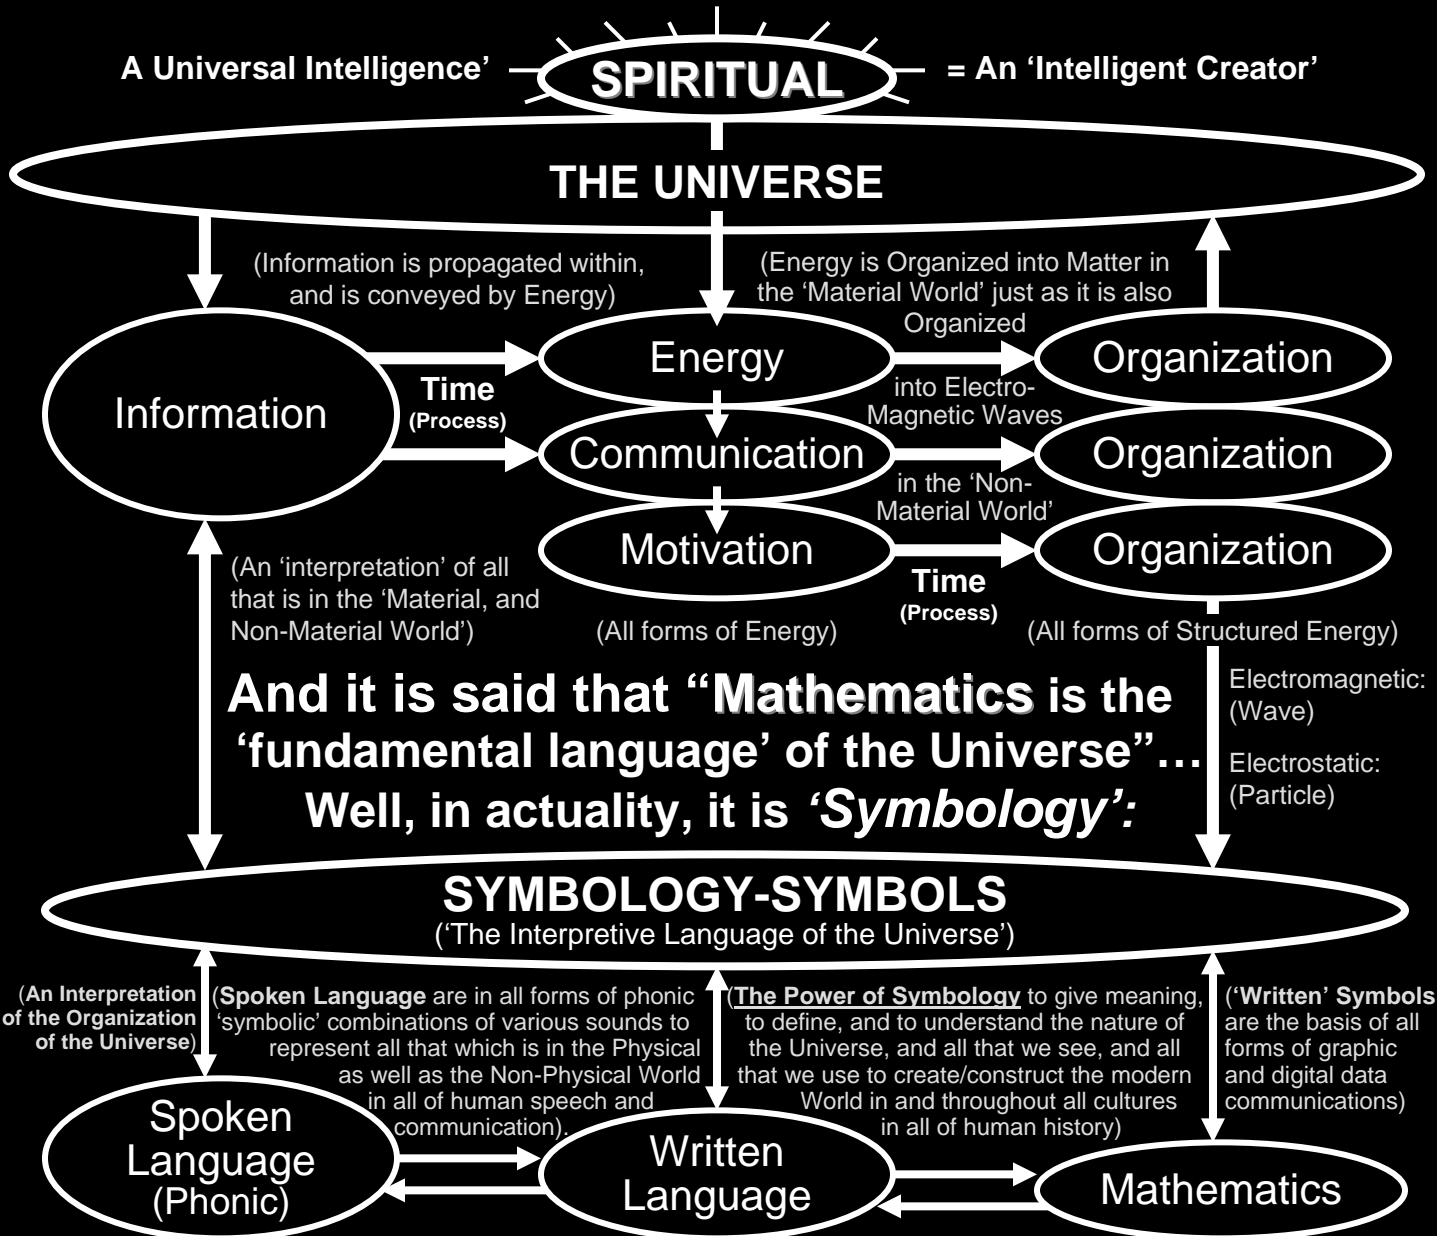 A Universal Intelligence’
SPIRITUAL
= An ‘Intelligent Creator’
THE UNIVERSE
(Information is propagated within,
and is conveyed by Energy)
(Energy is Organized into Matter in
the ‘Material World’ just as it is also
Organized
Information
Time
(Process)
Energy
into Electro-
Magnetic Waves
Organization
Communication
in the ‘Non-
Material World’
Organization
Motivation
Time
(Process)
Organization
(An ‘interpretation’ of all
that is in the ‘Material, and
Non-Material World’)
(All forms of Energy)
(All forms of Structured Energy)
And it is said that “Mathematics is the
‘fundamental language’ of the Universe”…
Well, in actuality, it is ‘Symbology’:
Electromagnetic:
(Wave)
Electrostatic:
(Particle)
SYMBOLOGY-SYMBOLS
(‘The Interpretive Language of the Universe’)
(An Interpretation
of the Organization
of the Universe)
(Spoken Language are in all forms of phonic
‘symbolic’ combinations of various sounds to
represent all that which is in the Physical
as well as the Non-Physical World
in all of human speech and
communication).
(The Power of Symbology to give meaning,
to define, and to understand the nature of
the Universe, and all that we see, and all
that we use to create/construct the modern
World in and throughout all cultures
in all of human history)
(‘Written’ Symbols
are the basis of all
forms of graphic
and digital data
communications)
Spoken
Language
(Phonic)
Written
Language
Mathematics